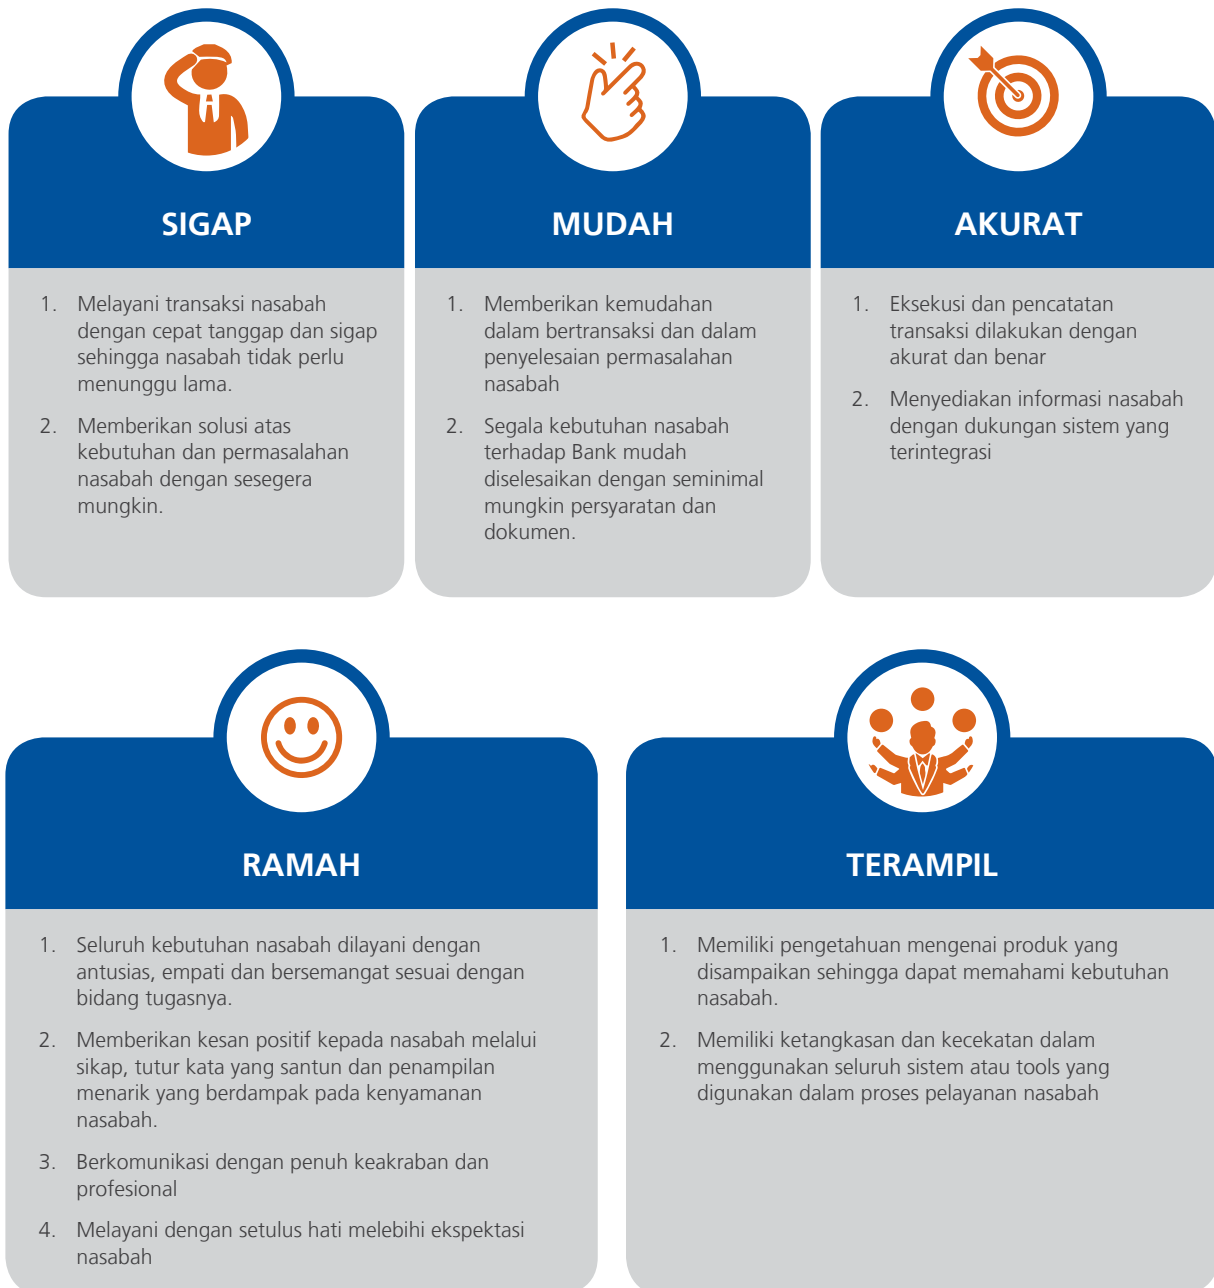 SIGAP
1. Melayani transaksi nasabah
dengan cepat tanggap dan sigap
sehingga nasabah tidak perlu
menunggu lama.
2. Memberikan solusi atas
kebutuhan dan permasalahan
nasabah dengan sesegera
mungkin.
MUDAH
1. Memberikan kemudahan
dalam bertransaksi dan dalam
penyelesaian permasalahan
nasabah
2. Segala kebutuhan nasabah
terhadap Bank mudah
diselesaikan dengan seminimal
mungkin persyaratan dan
dokumen.
AKURAT
1. Eksekusi dan pencatatan
transaksi dilakukan dengan
akurat dan benar
2. Menyediakan informasi nasabah
dengan dukungan sistem yang
terintegrasi
RAMAH
1. Seluruh kebutuhan nasabah dilayani dengan
antusias, empati dan bersemangat sesuai dengan
bidang tugasnya.
2. Memberikan kesan positif kepada nasabah melalui
sikap, tutur kata yang santun dan penampilan
menarik yang berdampak pada kenyamanan
nasabah.
3. Berkomunikasi dengan penuh keakraban dan
profesional
4. Melayani dengan setulus hati melebihi ekspektasi
nasabah
TERAMPIL
1. Memiliki pengetahuan mengenai produk yang
disampaikan sehingga dapat memahami kebutuhan
nasabah.
2. Memiliki ketangkasan dan kecekatan dalam
menggunakan seluruh sistem atau tools yang
digunakan dalam proses pelayanan nasabah